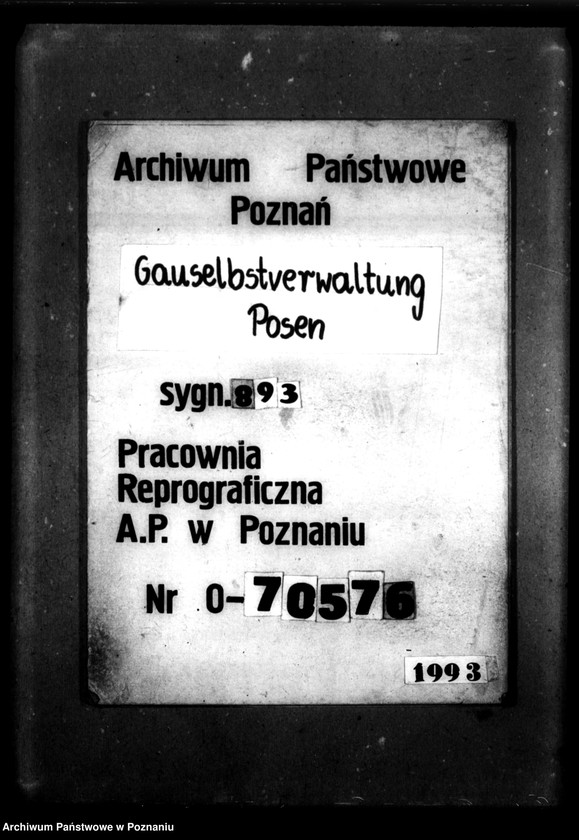 Archiwum Państwowe
Poznań
Gauselbstverwaltung
Posen
sygn. 893
Pracownia
Reprograficzna
A.P. w Poznaniu
Nr 0-70576
1993
Archiwum Państwowe w Poznaniu